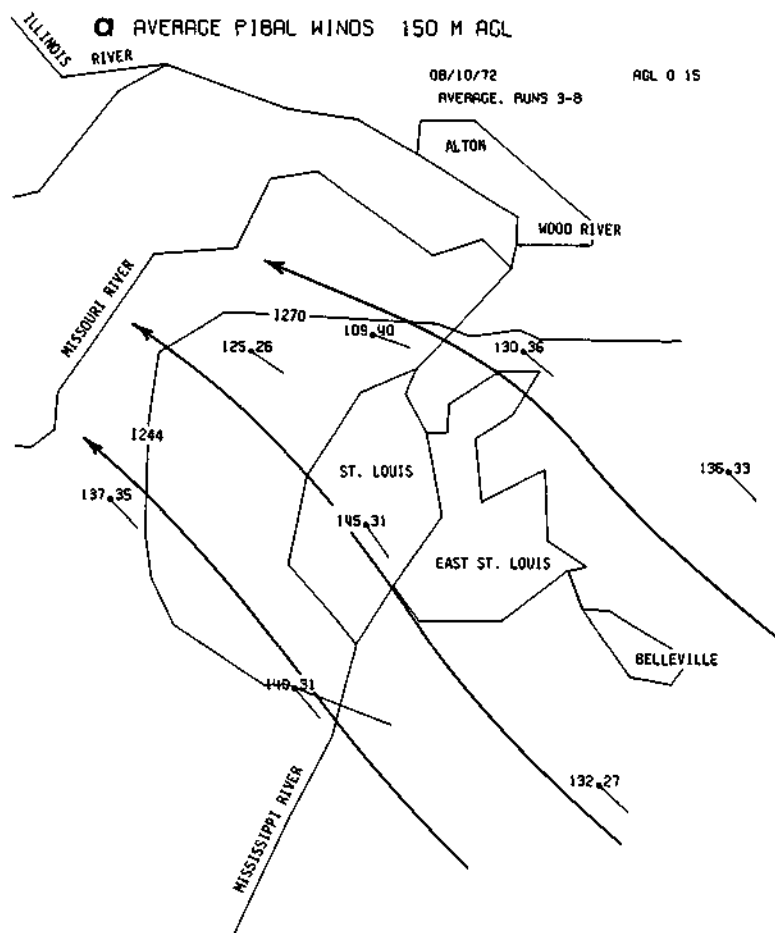 a AVERAGE PIBAL WINDS 150 M AGL
ILLINOIS RIVER
08/10/72 AGL 0 15
AVERAGE. RUNS 3-8
ALTON
WOOD RIVER
MISSOURI RIVER
I270
109 40
125 26
130 36
I244
ST. LOUIS
136 33
137 35
145 31
EAST ST. LOUIS
BELLEVILLE
140 31
132 27
MISSISSIPPI RIVER